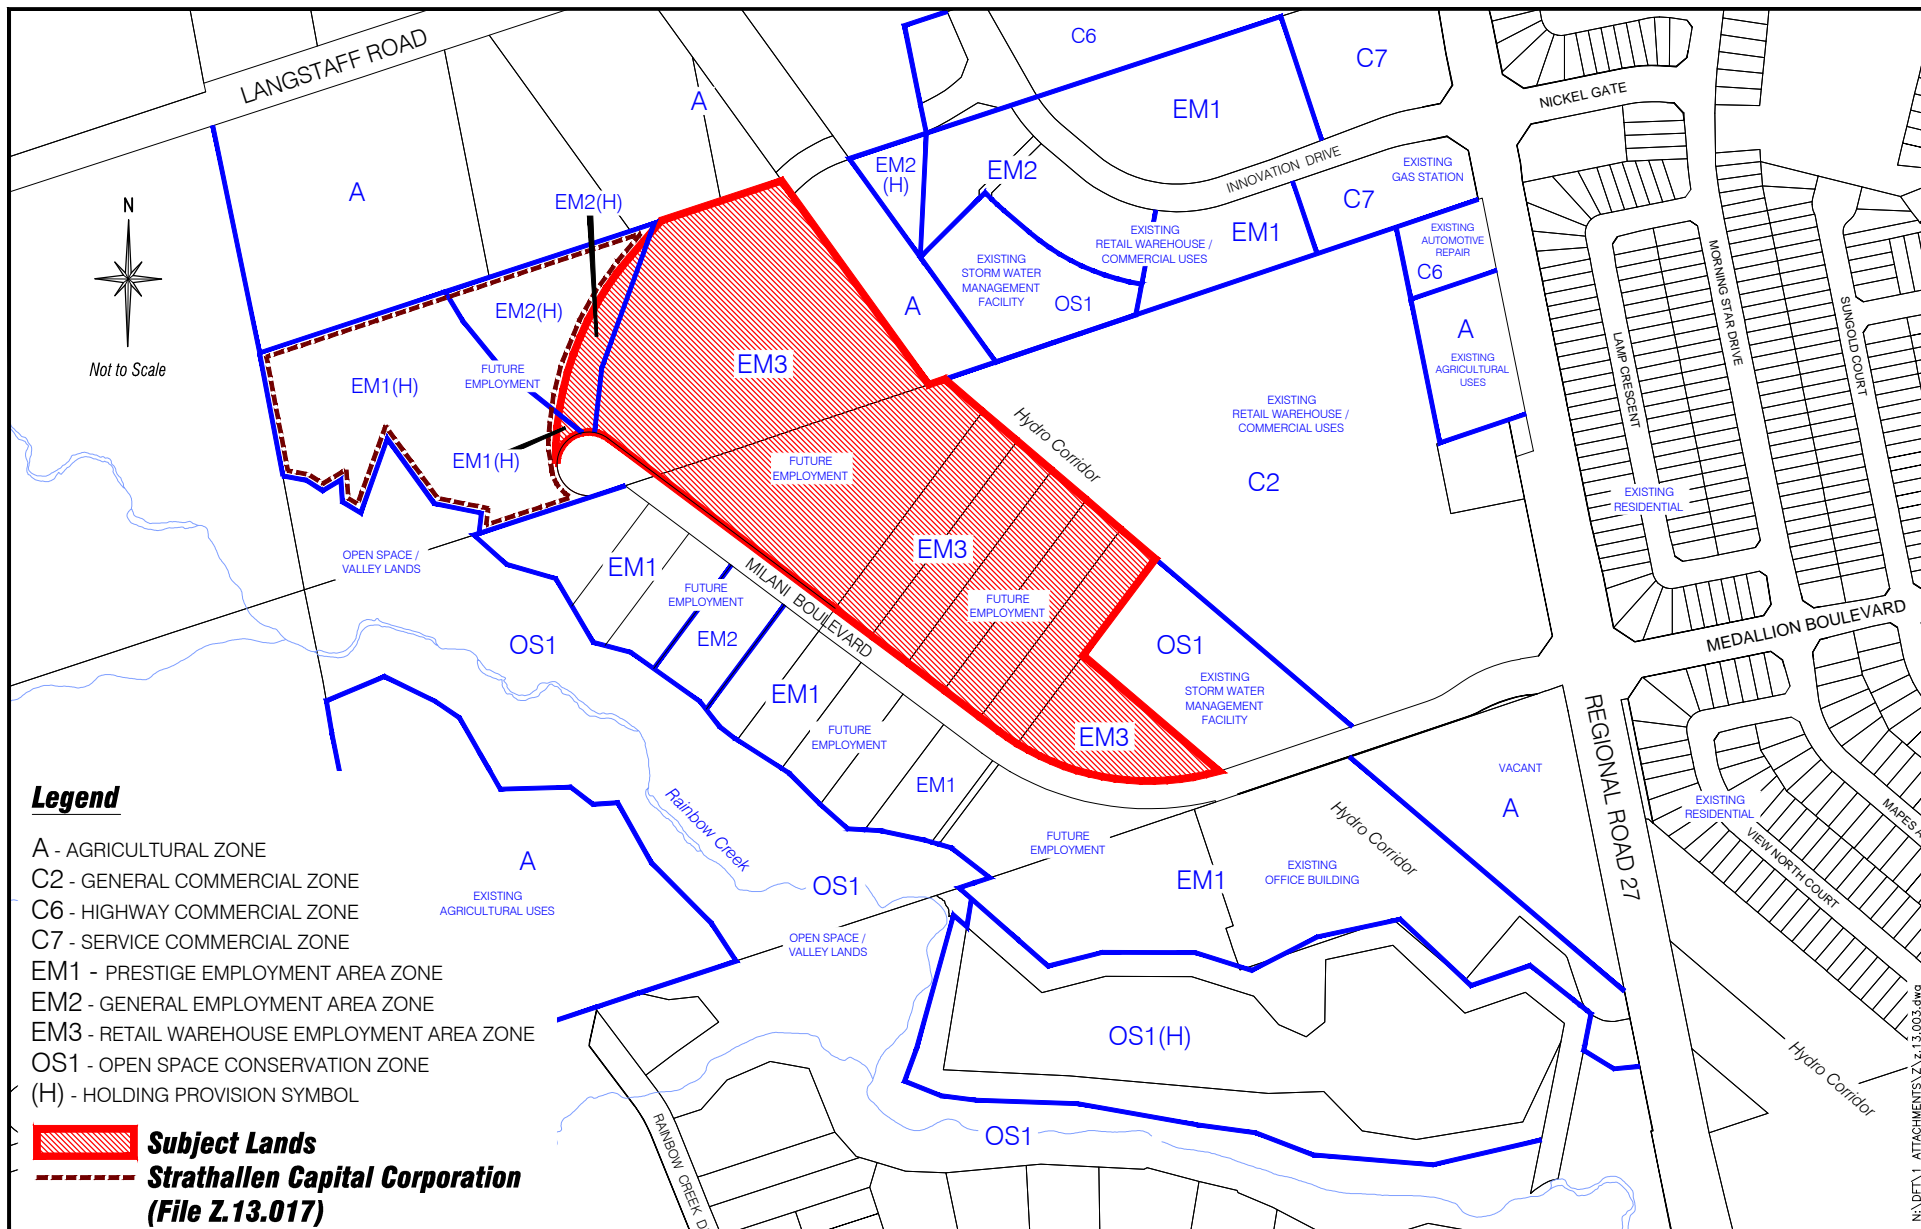 LANGSTAFF ROAD
C6
C7
NICKEL GATE
A
EM1
INNOVATION DRIVE
EXISTING
GAS STATION
C7
EM2
(H)
EM2
EM2(H)
A
N
Not to Scale
EXISTING
RETAIL WAREHOUSE /
COMMERCIAL USES
EM1
EXISTING
AUTOMOTIVE
REPAIR
C6
EXISTING
STORM WATER
MANAGEMENT
FACILITY
OS1
A
A
EXISTING
AGRICULTURAL
USES
MORNING STAR DRIVE
SUNGOLD COURT
LAMP CRESCENT
EM2(H)
EM1(H)
FUTURE
EMPLOYMENT
EM3
EM1(H)
FUTURE
EMPLOYMENT
Hydro Corridor
EXISTING
RETAIL WAREHOUSE /
COMMERCIAL USES
C2
EXISTING
RESIDENTIAL
OPEN SPACE /
VALLEY LANDS
EM1
FUTURE
EMPLOYMENT
EM2
MILANI BOULEVARD
EM3
FUTURE
EMPLOYMENT
OS1
OS1
EXISTING
STORM WATER
MANAGEMENT
FACILITY
MEDALLION BOULEVARD
EM1
FUTURE
EMPLOYMENT
EM3
EM1
REGIONAL ROAD 27
VACANT
A
EXISTING
RESIDENTIAL
VIEW NORTH COURT
MAPES
Rainbow Creek
FUTURE
EMPLOYMENT
Hydro Corridor
EM1
EXISTING
OFFICE BUILDING
A
EXISTING
AGRICULTURAL USES
OS1
OPEN SPACE /
VALLEY LANDS
OS1(H)
Hydro Corridor
OS1
RAINBOW CREEK
Legend
A - AGRICULTURAL ZONE
C2 - GENERAL COMMERCIAL ZONE
C6 - HIGHWAY COMMERCIAL ZONE
C7 - SERVICE COMMERCIAL ZONE
EM1 - PRESTIGE EMPLOYMENT AREA ZONE
EM2 - GENERAL EMPLOYMENT AREA ZONE
EM3 - RETAIL WAREHOUSE EMPLOYMENT AREA ZONE
OS1 - OPEN SPACE CONSERVATION ZONE
(H) - HOLDING PROVISION SYMBOL
Subject Lands
Strathallen Capital Corporation
(File Z.13.017)
N:\DFT\1 ATTACHMENTS\Z\z.13.003.dwg